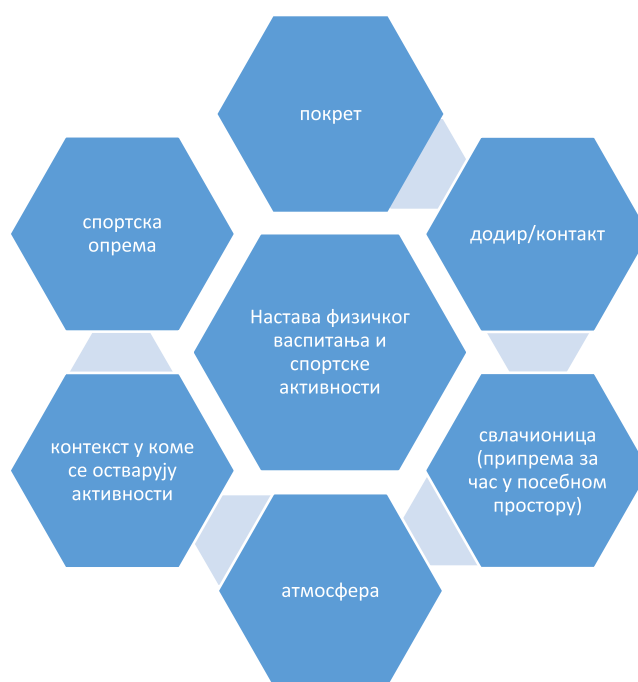 покрет
додир/контакт
свлачионица
(припрема за
час у посебном
простору)
атмосфера
контекст у коме
се остварују
активности
спортска
опрема
Настава физичког
васпитања и
спортске
активности